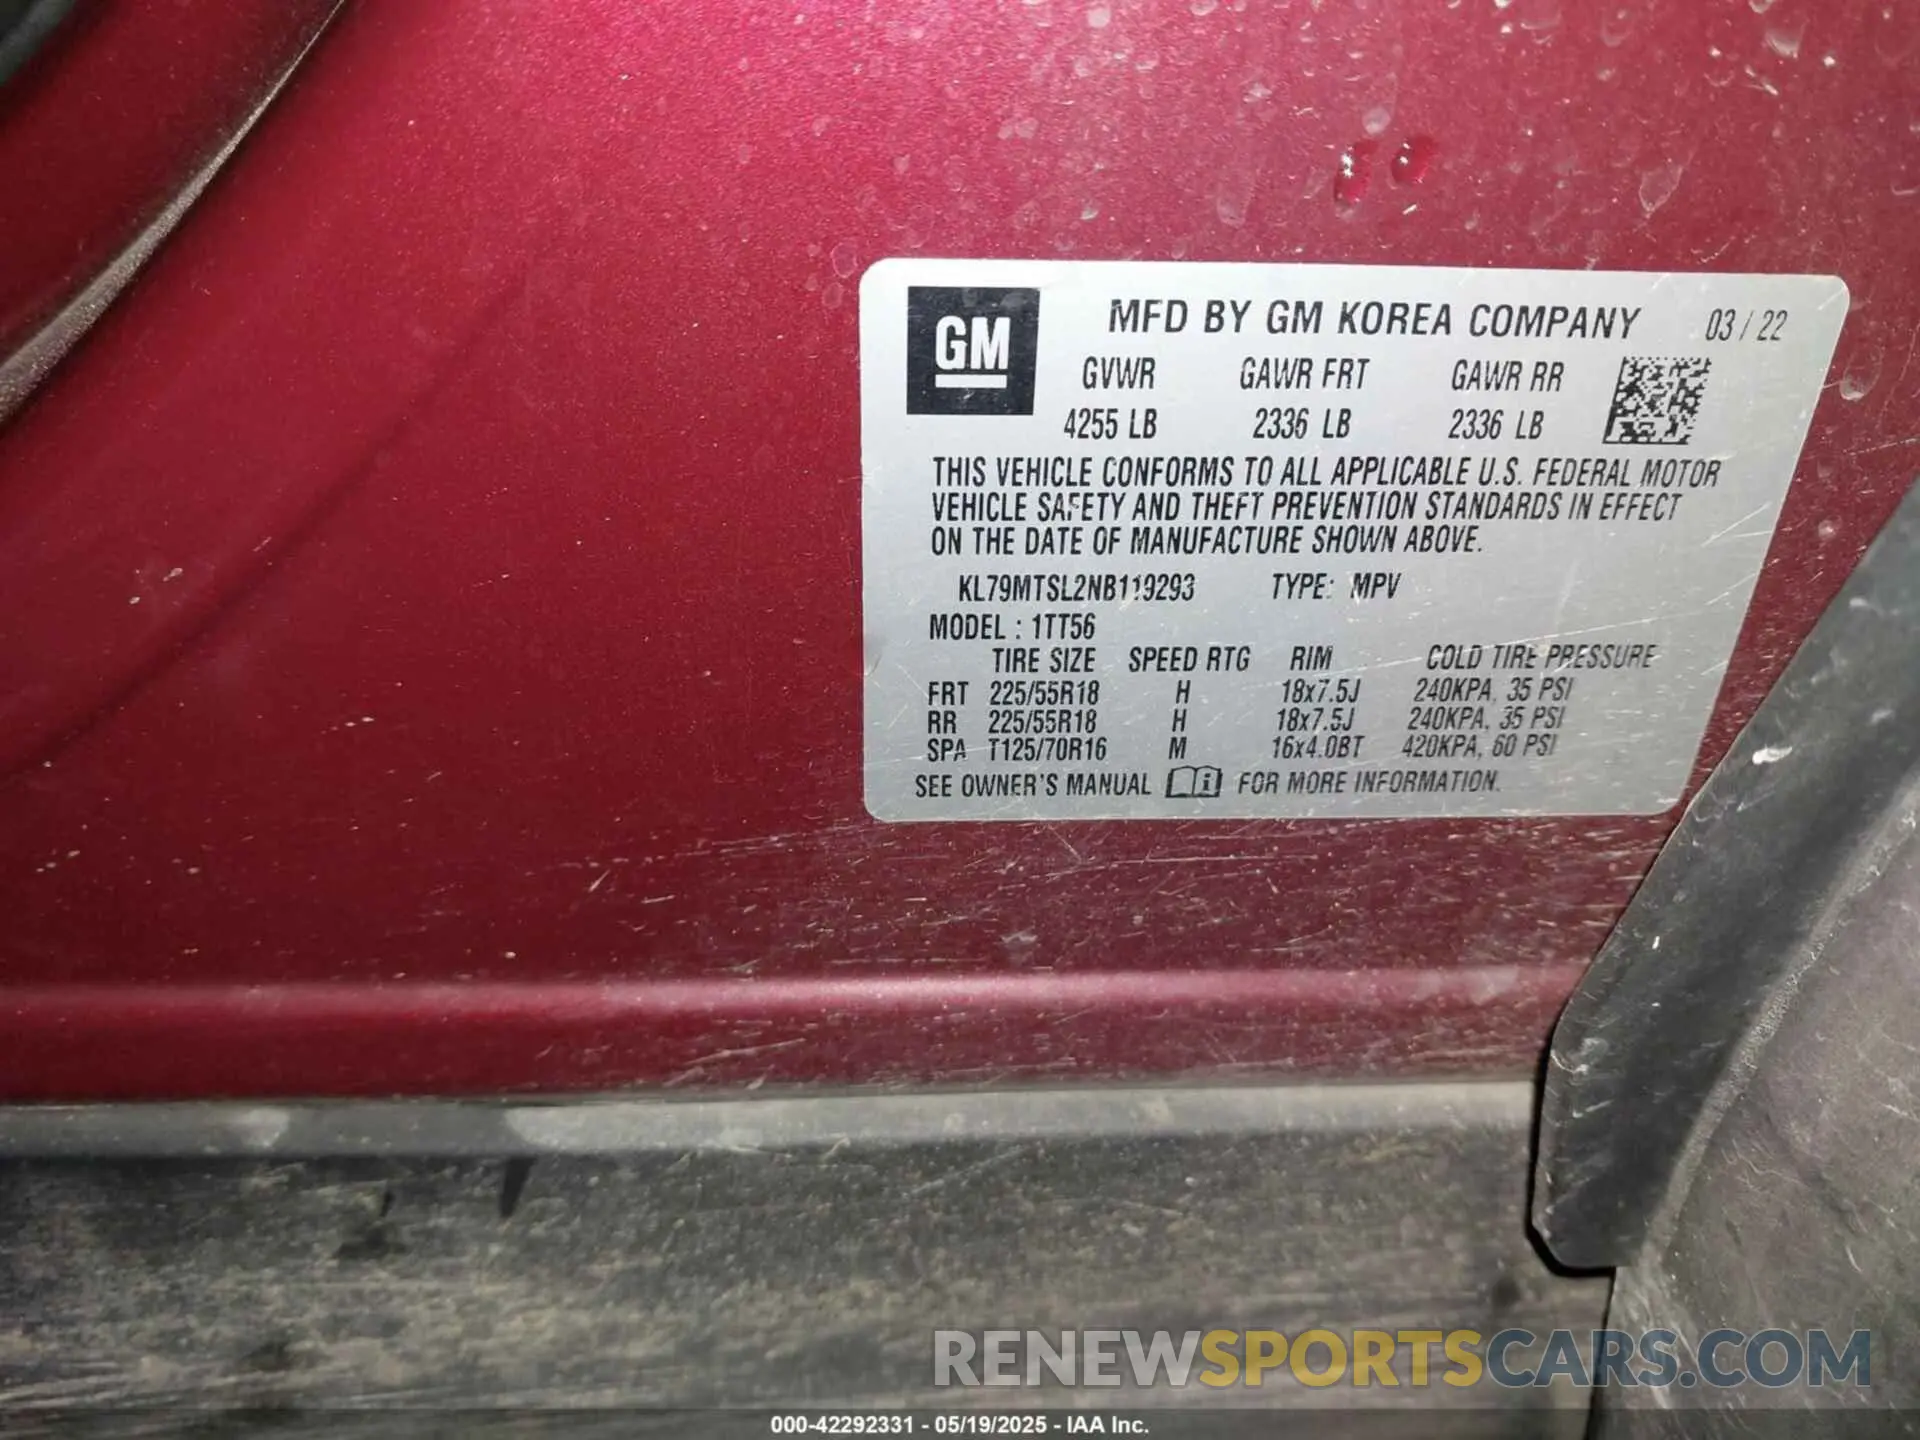 GM
MFD BY GM KOREA COMPANY 03 / 22
GVWR GAWR FRT GAWR RR
4255 LB 2336 LB 2336 LB
THIS VEHICLE CONFORMS TO ALL APPLICABLE U.S. FEDERAL MOTOR
VEHICLE SAFETY AND THEFT PREVENTION STANDARDS IN EFFECT
ON THE DATE OF MANUFACTURE SHOWN ABOVE.
KL79MTSL2NB119293 TYPE: MPV
MODEL : 1TT56
TIRE SIZE SPEED RTG RIM COLD TIRE PRESSURE
FRT 225/55R18 H 18x7.5J 240KPA, 35 PSI
RR 225/55R18 H 18x7.5J 240KPA, 35 PSI
SPA T125/70R16 M 16x4.0BT 420KPA, 60 PSI
SEE OWNER'S MANUAL FOR MORE INFORMATION.
RENEWSPORTSCARS.COM
000-42292331 - 05/19/2025 - IAA Inc.